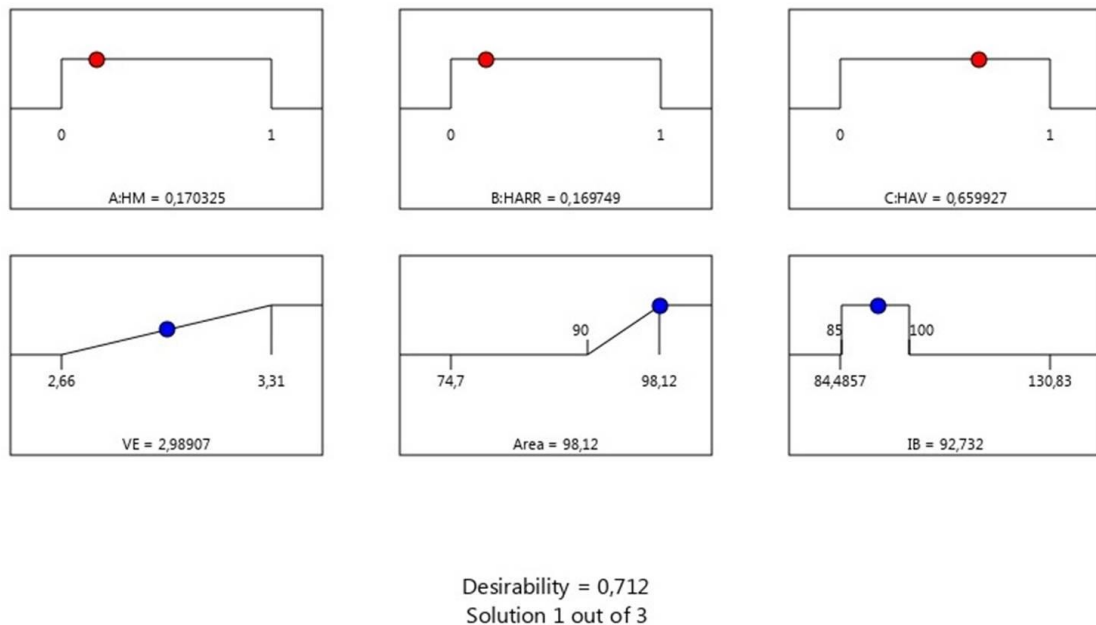 0 1
A:HM = 0,170325
0 1
B:HARR = 0,169749
0 1
C:HAV = 0,659927
2,66 3,31
VE = 2,98907
90
74,7 98,12
Area = 98,12
85 100
84,4857 130,83
IB = 92,732
Desirability = 0,712
Solution 1 out of 3